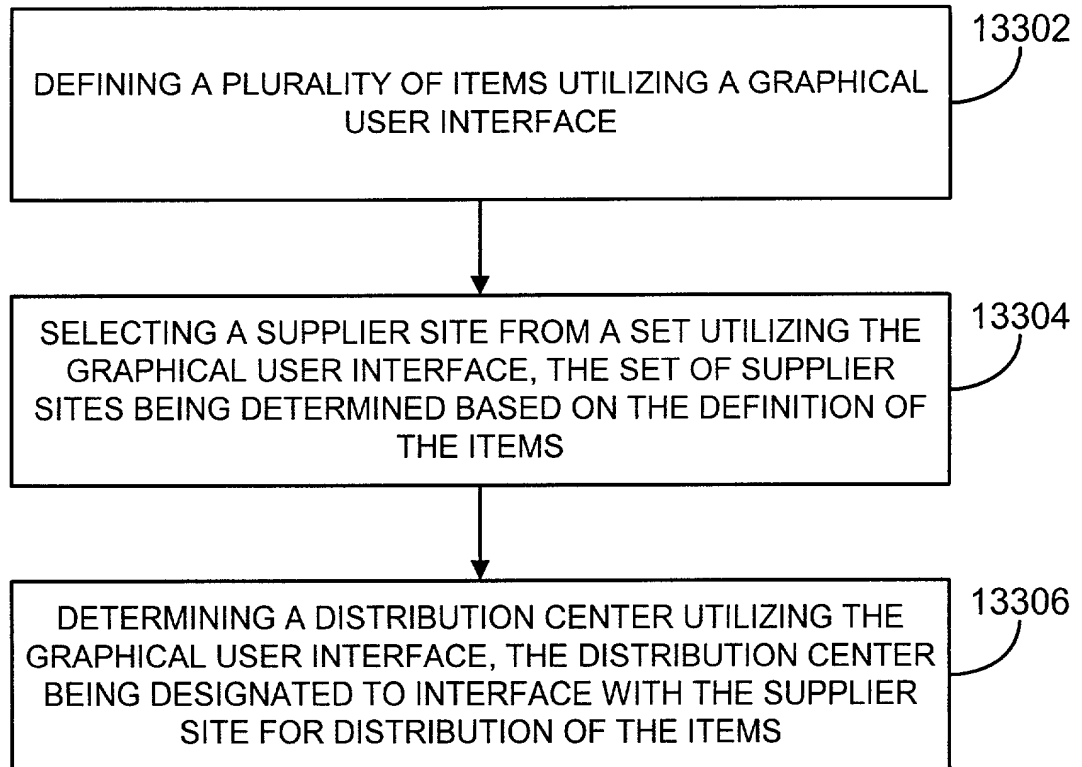 13302
DEFINING A PLURALITY OF ITEMS UTILIZING A GRAPHICAL
USER INTERFACE
13304
SELECTING A SUPPLIER SITE FROM A SET UTILIZING THE
GRAPHICAL USER INTERFACE, THE SET OF SUPPLIER
SITES BEING DETERMINED BASED ON THE DEFINITION OF
THE ITEMS
13306
DETERMINING A DISTRIBUTION CENTER UTILIZING THE
GRAPHICAL USER INTERFACE, THE DISTRIBUTION CENTER
BEING DESIGNATED TO INTERFACE WITH THE SUPPLIER
SITE FOR DISTRIBUTION OF THE ITEMS